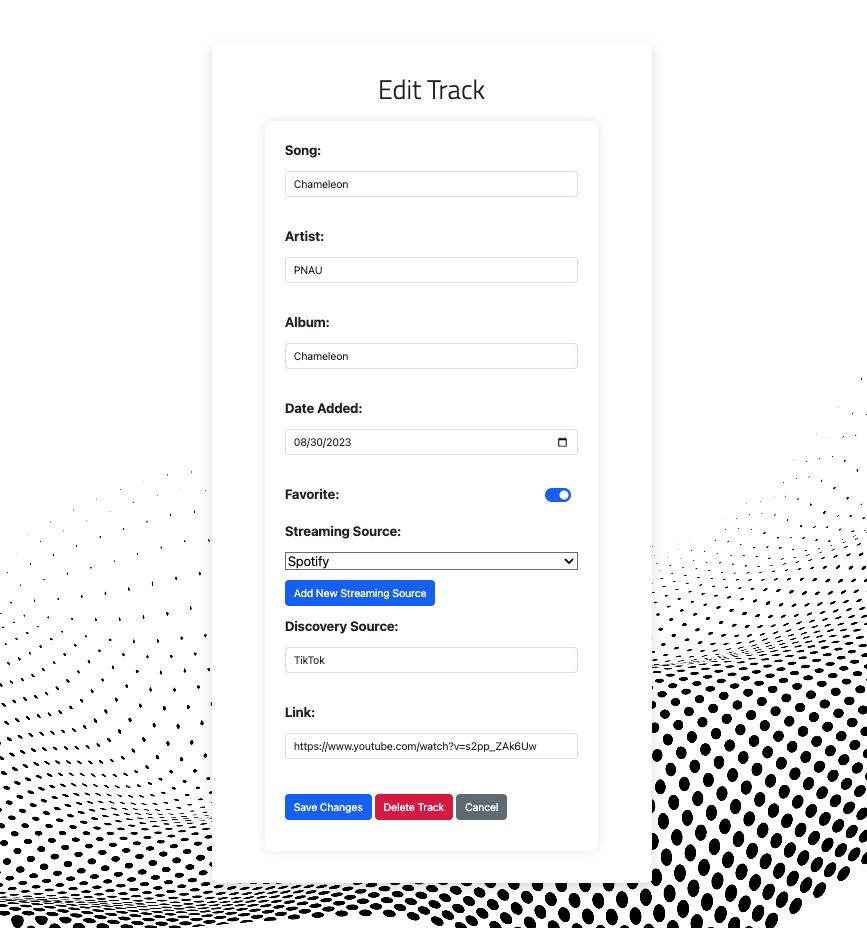 Edit Track
Song:
Chameleon
Artist:
PNAU
Album:
Chameleon
Date Added:
08/30/2023
Favorite:
Streaming Source:
Spotify
Add New Streaming Source
Discovery Source:
TikTok
Link:
https://www.youtube.com/watch?v=s2pp_ZAk6Uw
Save Changes Delete Track Cancel